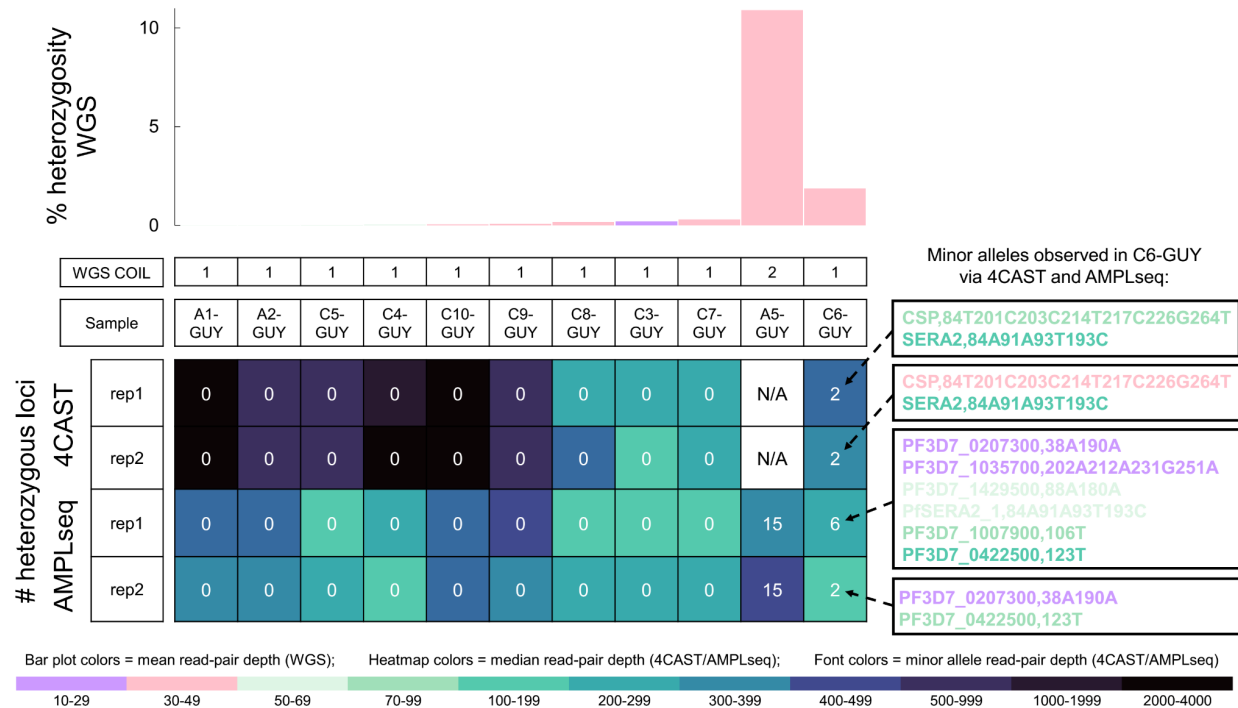 % heterozygosity
WGS
10
5
0
WGS COIL 1 1 1 1 1 1 1 1 1 2 1
Sample A1-GUY A2-GUY C5-GUY C4-GUY C10-GUY C9-GUY C8-GUY C3-GUY C7-GUY A5-GUY C6-GUY
# heterozygous loci
4CAST
rep1 0 0 0 0 0 0 0 0 0 N/A 2
rep2 0 0 0 0 0 0 0 0 0 N/A 2
AMPLseq
rep1 0 0 0 0 0 0 0 0 0 15 6
rep2 0 0 0 0 0 0 0 0 0 15 2
Minor alleles observed in C6-GUY
via 4CAST and AMPLseq:
CSP,84T201C203C214T217C226G264T
SERA2,84A91A93T193C
CSP,84T201C203C214T217C226G264T
SERA2,84A91A93T193C
PF3D7_0207300,38A190A
PF3D7_1035700,202A212A231G251A
PF3D7_1429500,88A180A
PfSERA2_1,84A91A93T193C
PF3D7_1007900,106T
PF3D7_0422500,123T
PF3D7_0207300,38A190A
PF3D7_0422500,123T
Bar plot colors = mean read-pair depth (WGS); Heatmap colors = median read-pair depth (4CAST/AMPLseq); Font colors = minor allele read-pair depth (4CAST/AMPLseq)
10-29 30-49 50-69 70-99 100-199 200-299 300-399 400-499 500-999 1000-1999 2000-4000